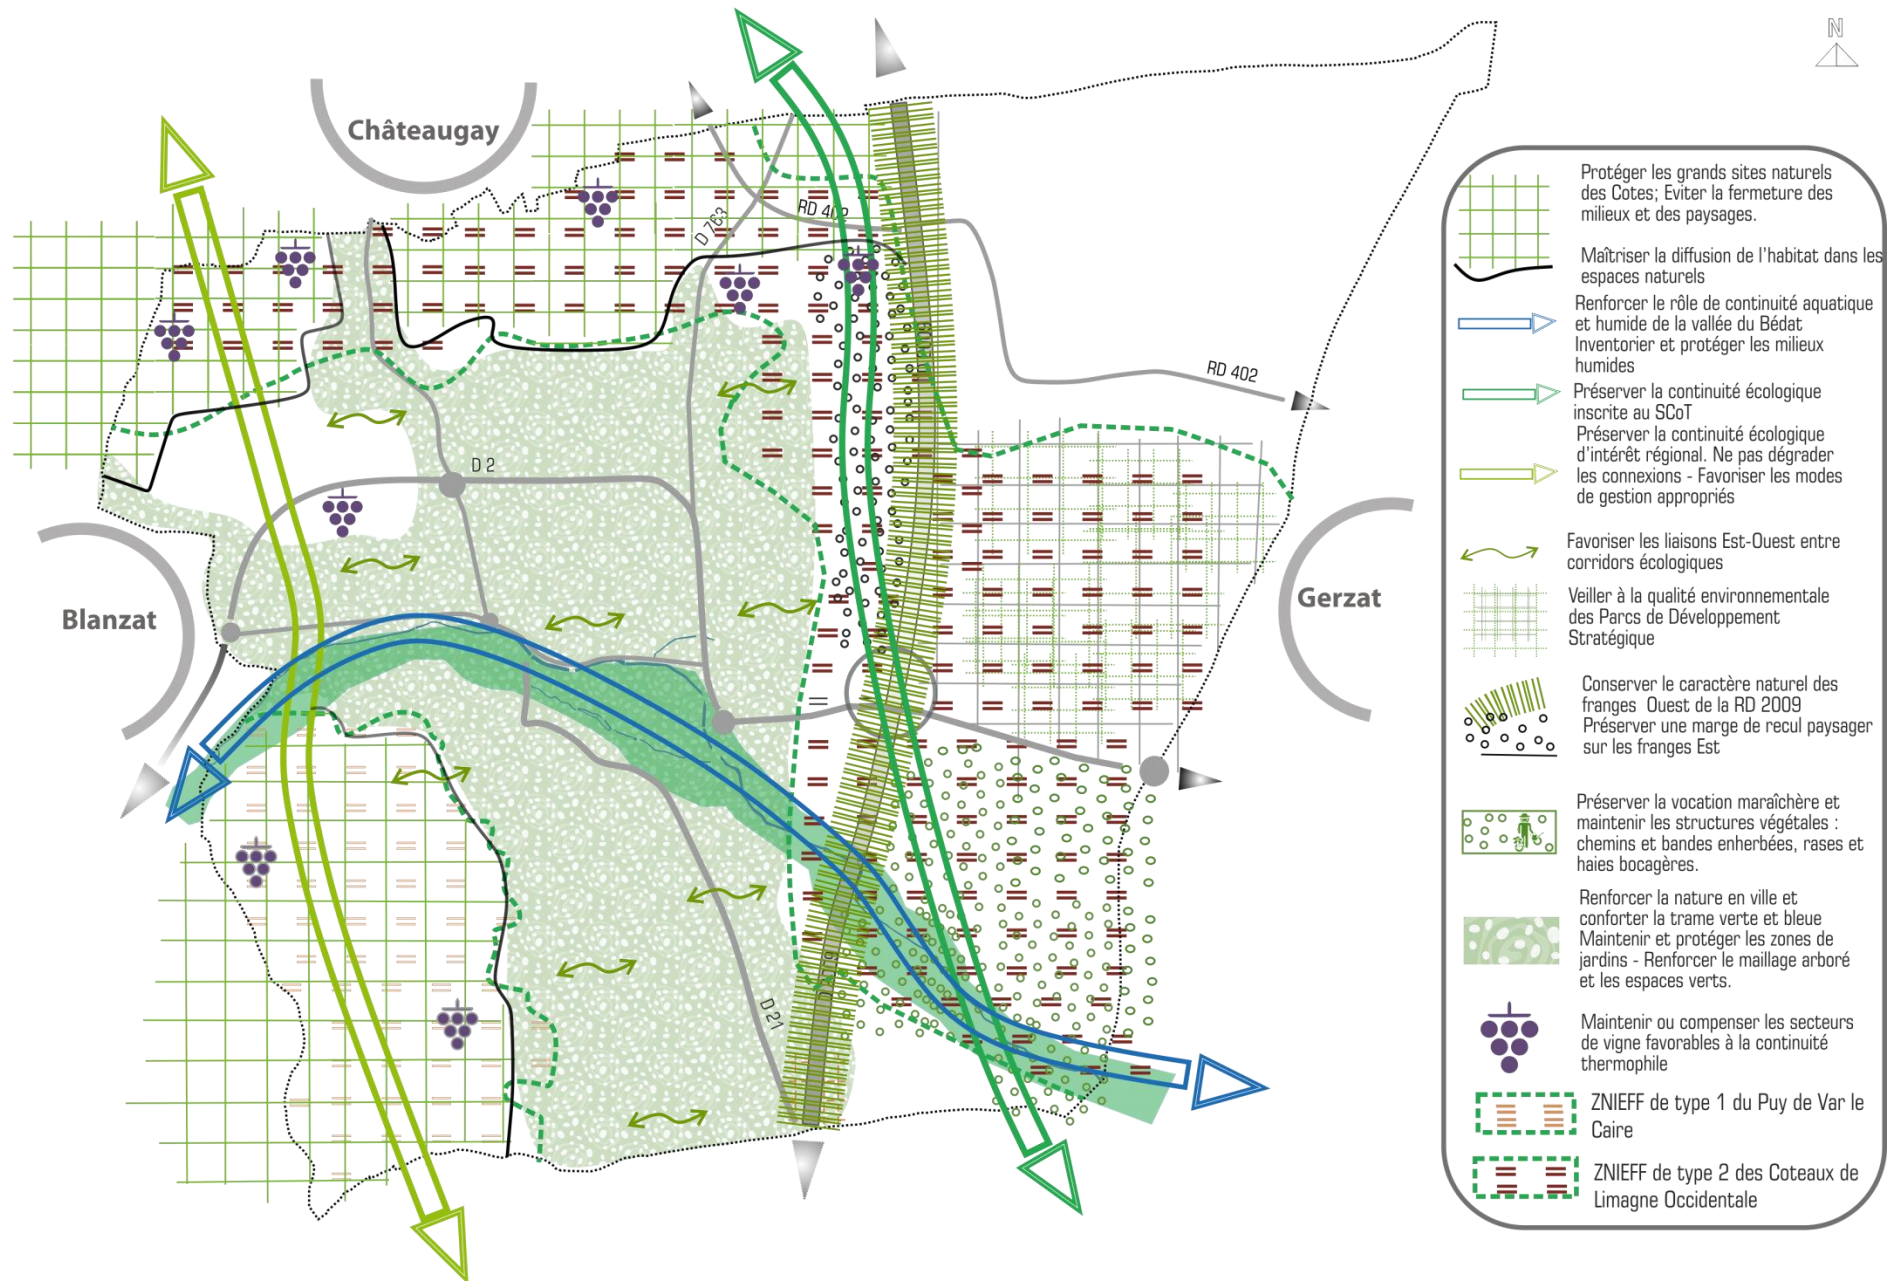 N
Châteaugay
RD 402
D 763
RD 402
D 2
Blanzat
Gerzat
D 21
Protéger les grands sites naturels
des Cotes; Eviter la fermeture des
milieux et des paysages.
Maîtriser la diffusion de l'habitat dans les
espaces naturels
Renforcer le rôle de continuité aquatique
et humide de la vallée du Bédat
Inventorier et protéger les milieux
humides
Préserver la continuité écologique
inscrite au SCoT
Préserver la continuité écologique
d'intérêt régional. Ne pas dégrader
les connexions - Favoriser les modes
de gestion appropriés
Favoriser les liaisons Est-Ouest entre
corridors écologiques
Veiller à la qualité environnementale
des Parcs de Développement
Stratégique
Conserver le caractère naturel des
franges Ouest de la RD 2009
Préserver une marge de recul paysager
sur les franges Est
Préserver la vocation maraîchère et
maintenir les structures végétales :
chemins et bandes enherbées, rases et
haies bocagères.
Renforcer la nature en ville et
conforter la trame verte et bleue
Maintenir et protéger les zones de
jardins - Renforcer le maillage arboré
et les espaces verts.
Maintenir ou compenser les secteurs
de vigne favorables à la continuité
thermophile
ZNIEFF de type 1 du Puy de Var le
Caire
ZNIEFF de type 2 des Coteaux de
Limagne Occidentale